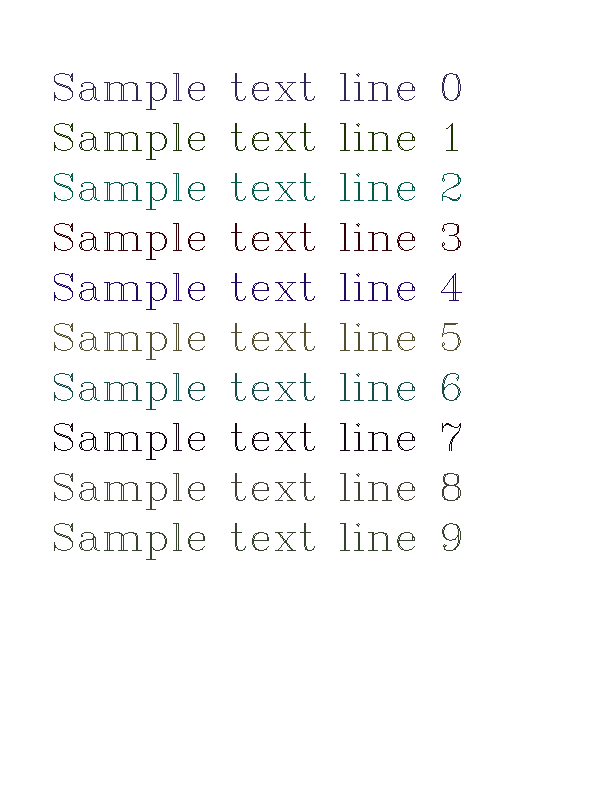 Sample text line 0
Sample text line 1
Sample text line 2
Sample text line 3
Sample text line 4
Sample text line 5
Sample text line 6
Sample text line 7
Sample text line 8
Sample text line 9